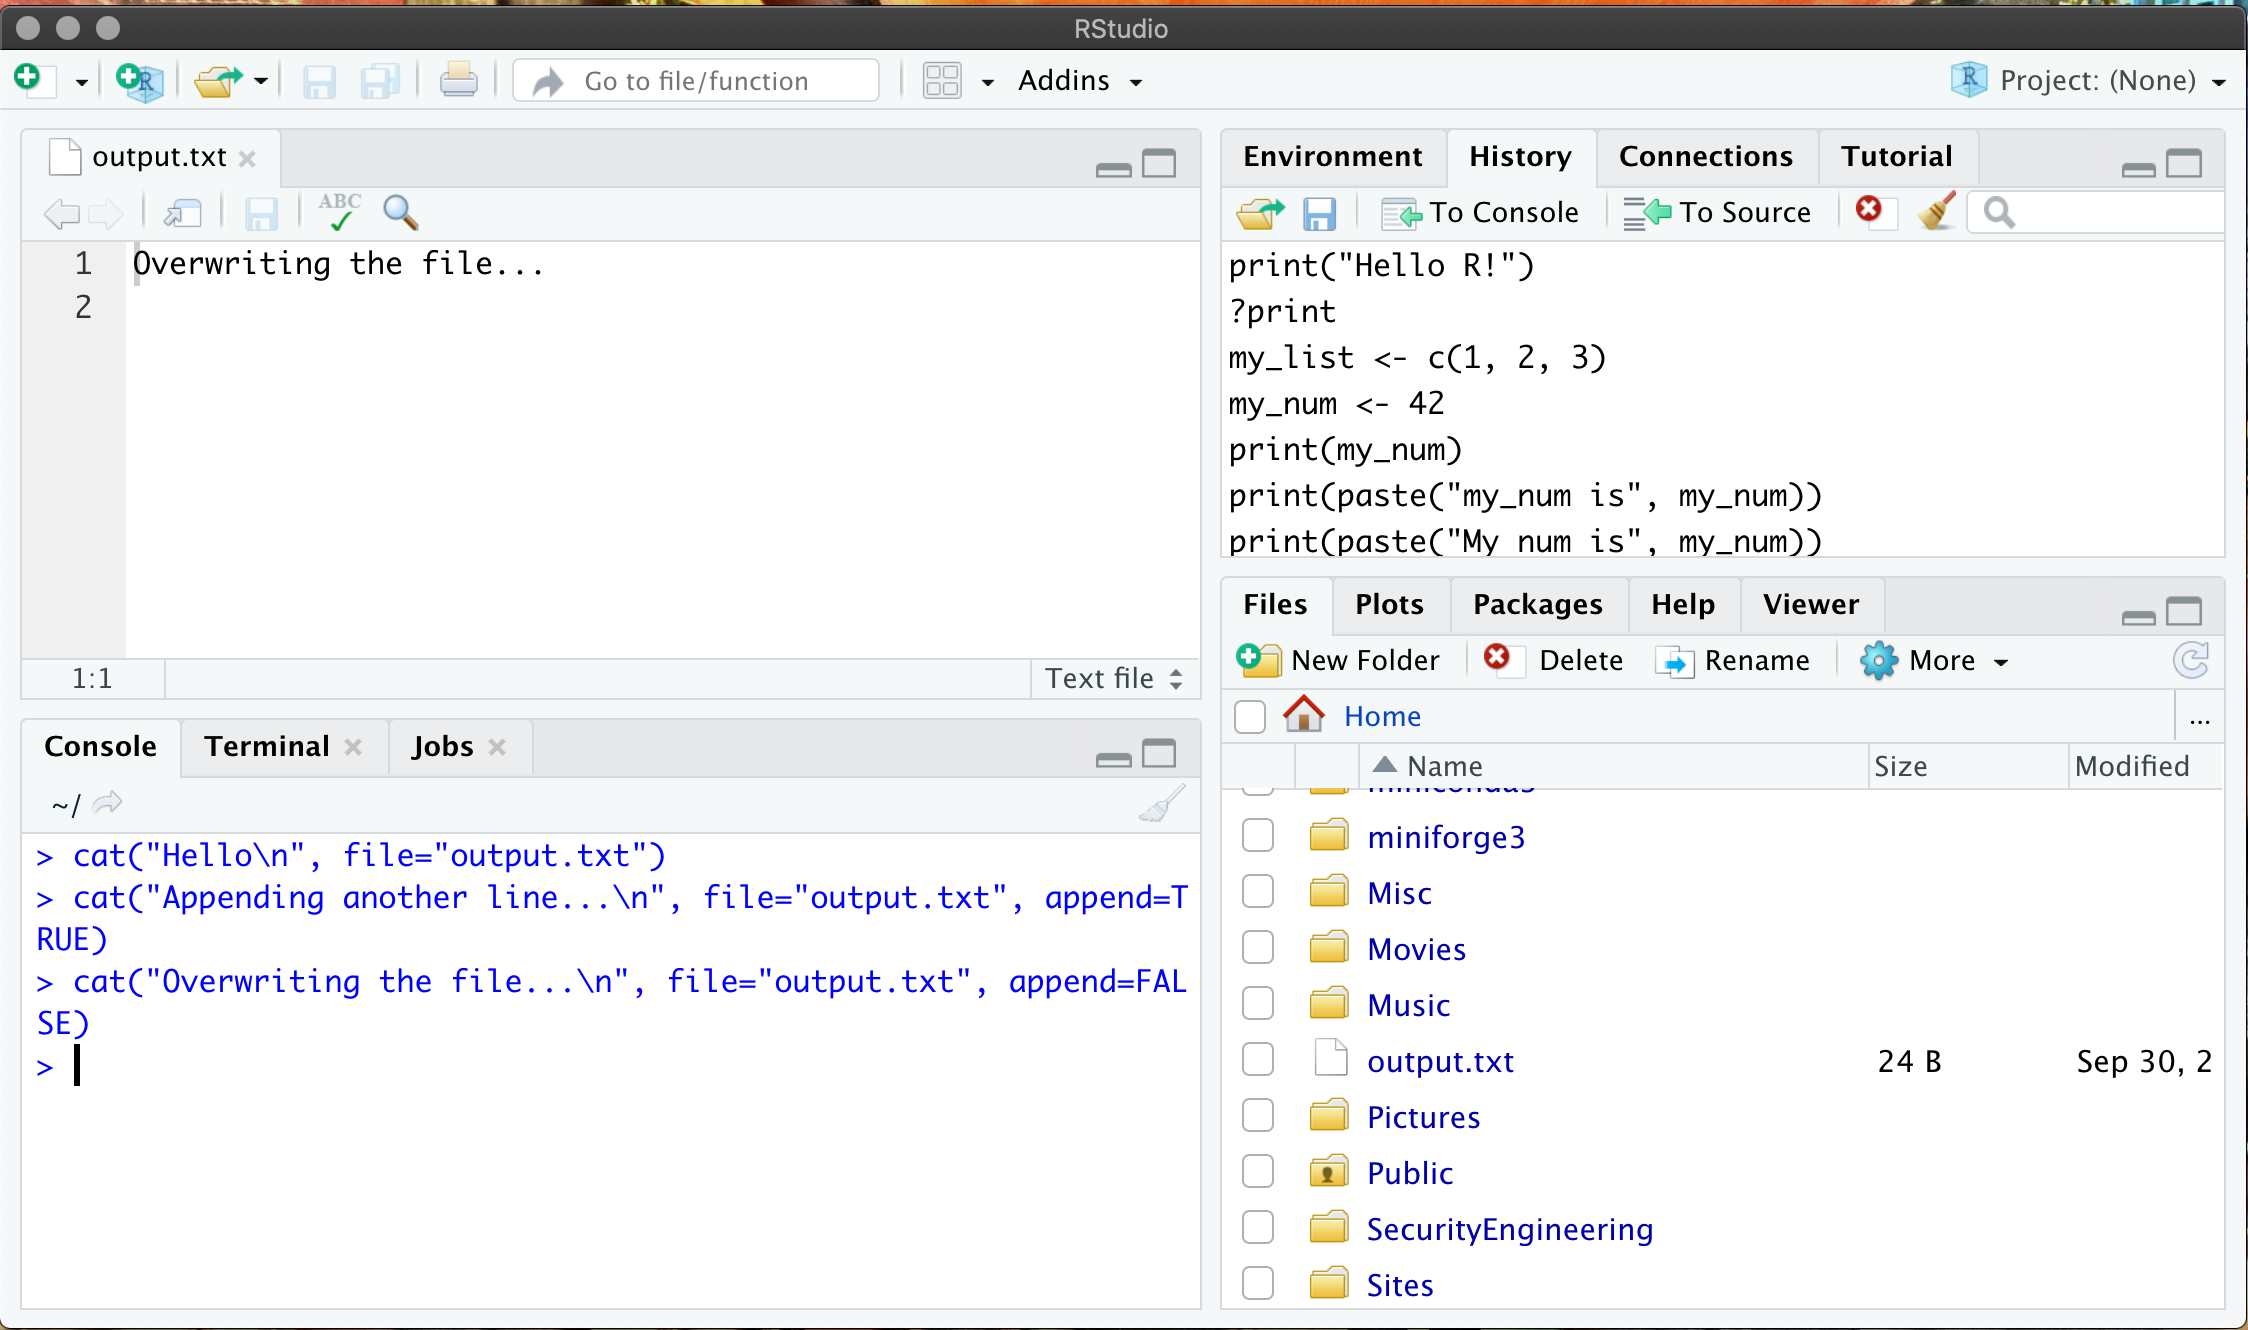 RStudio
Go to file/function
Addins
Project: (None)
output.txt
ABC
1 Overwriting the file...
2
1:1
Text file
Console
Terminal
Jobs
~/
> cat("Hello\n", file="output.txt")
> cat("Appending another line...\n", file="output.txt", append=T
RUE)
> cat("Overwriting the file...\n", file="output.txt", append=FAL
SE)
>
Environment
History
Connections
Tutorial
To Console
To Source
print("Hello R!")
?print
my_list <- c(1, 2, 3)
my_num <- 42
print(my_num)
print(paste("my_num is", my_num))
print(paste("My num is", my_num))
Files
Plots
Packages
Help
Viewer
New Folder
Delete
Rename
More
Home
...
Name
Size
Modified
miniconda3
miniforge3
Misc
Movies
Music
output.txt 24 B Sep 30, 2
Pictures
Public
SecurityEngineering
Sites